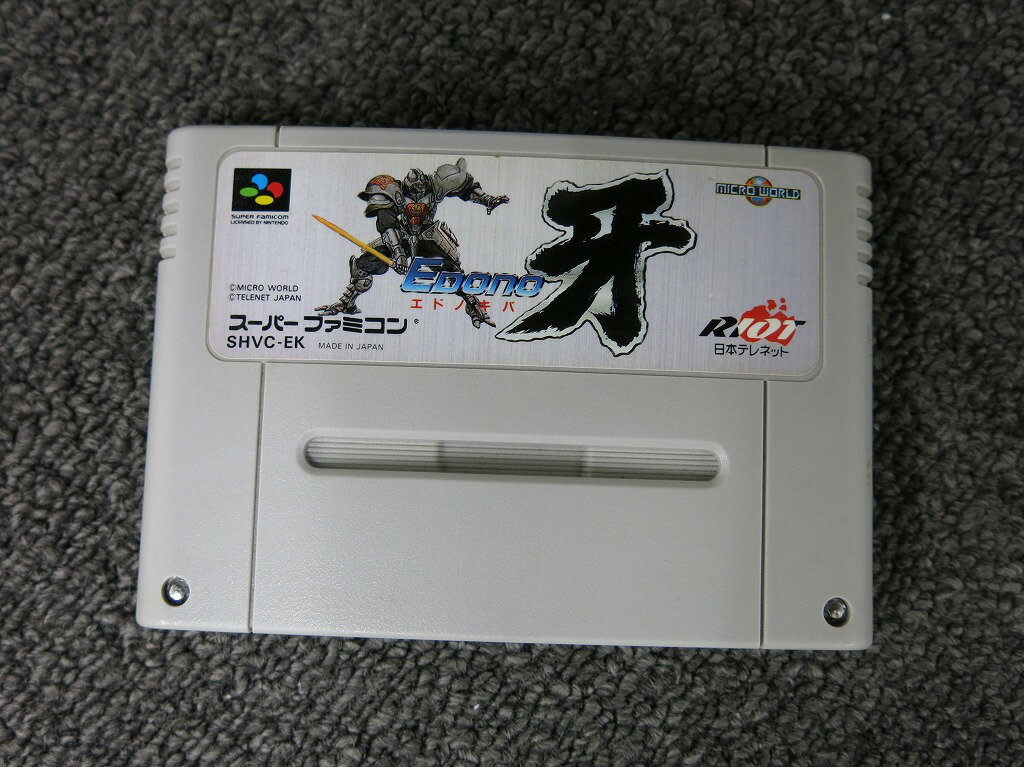 SUPER FAMICOM
LICENSED BY NINTENDO
©MICRO WORLD
©TELENET JAPAN
スーパーファミコン®
SHVC-EK MADE IN JAPAN
EDONO 牙
エドノキバ
MICRO WORLD
RIOT
日本テレネット